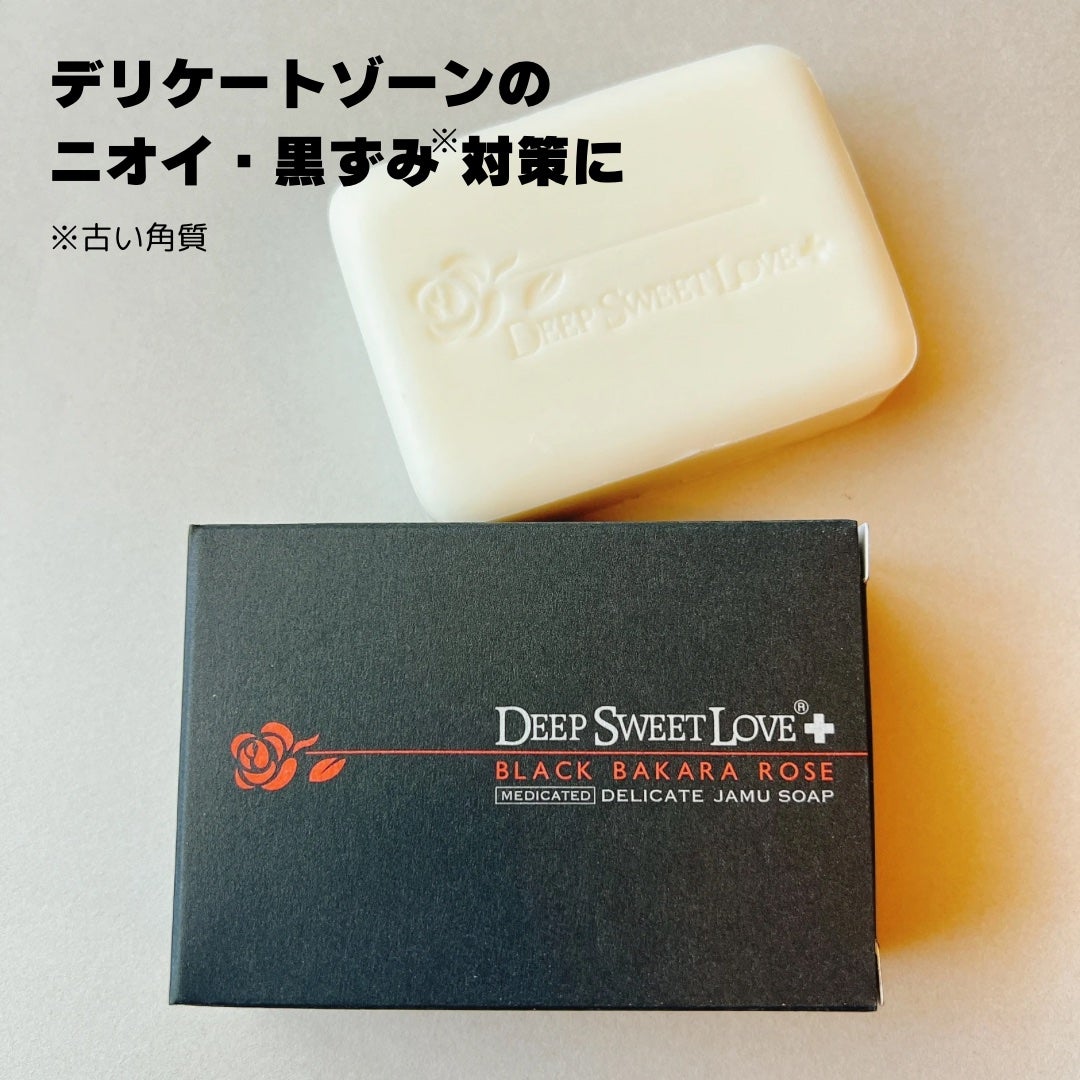 デリケートゾーンの
ニオイ・黒ずみ※対策に
※古い角質
DEEP SWEET LOVE+
DEEP SWEET LOVE®+
BLACK BAKARA ROSE
MEDICATED DELICATE JAMU SOAP